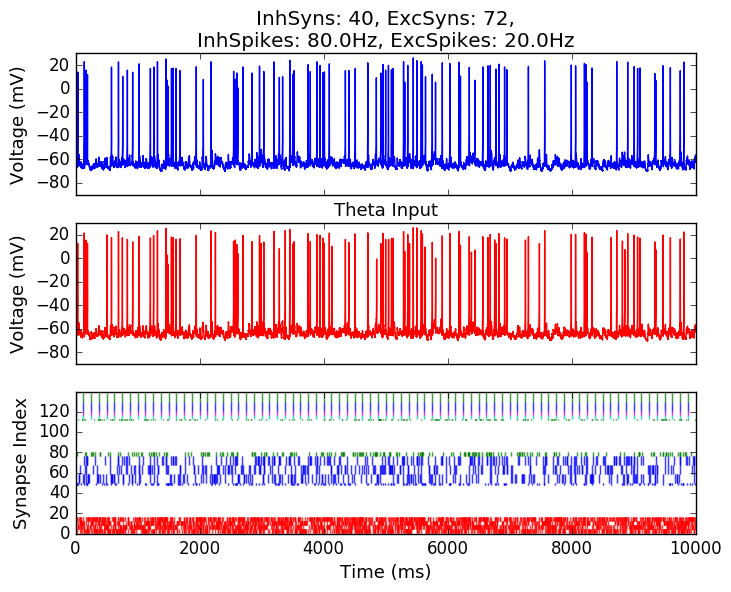 InhSyns: 40, ExcSyns: 72,
InhSpikes: 80.0Hz, ExcSpikes: 20.0Hz
Voltage (mV)
20
0
−20
−40
−60
−80
Theta Input
Voltage (mV)
20
0
−20
−40
−60
−80
Synapse Index
120
100
80
60
40
20
0
0 2000 4000 6000 8000 10000
Time (ms)